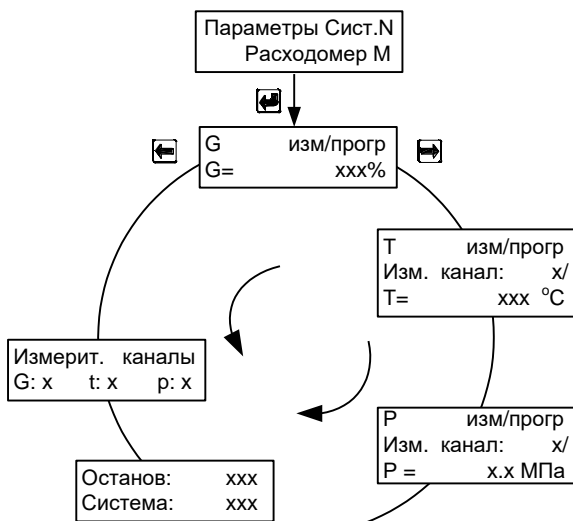 Параметры Сист.N
Расходомер М
G изм/прогр
G= xxx%
T изм/прогр
Изм. канал: x/
T= xxx °C
P изм/прогр
Изм. канал: x/
P = x.x МПа
Останов: xxx
Система: xxx
Измерит. каналы
G: x t: x p: x